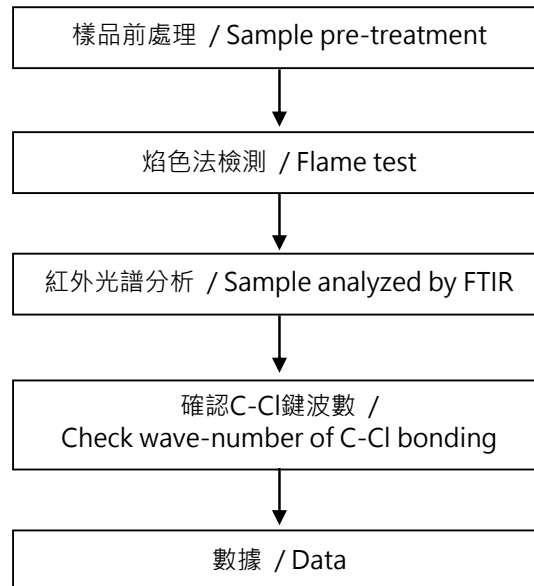 樣品前處理 / Sample pre-treatment
焰色法檢測 / Flame test
紅外光譜分析 / Sample analyzed by FTIR
確認C-Cl鍵波數 /
Check wave-number of C-Cl bonding
數據 / Data